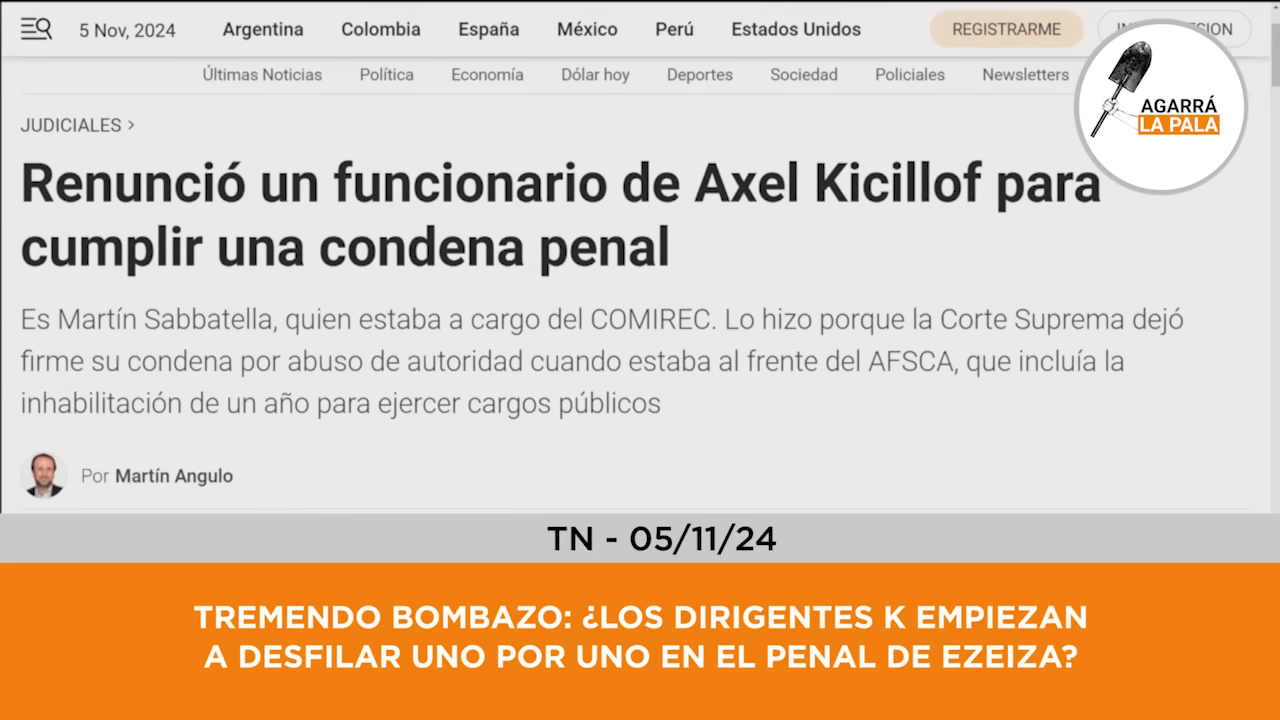 5 Nov, 2024
Argentina
Colombia
España
México
Perú
Estados Unidos
REGISTRARME
Últimas Noticias
Política
Economía
Dólar hoy
Deportes
Sociedad
Policiales
Newsletters
AGARRÁ
LA PALA
JUDICIALES >
Renunció un funcionario de Axel Kicillof para
cumplir una condena penal
Es Martín Sabbatella, quien estaba a cargo del COMIREC. Lo hizo porque la Corte Suprema dejó
firme su condena por abuso de autoridad cuando estaba al frente del AFSCA, que incluía la
inhabilitación de un año para ejercer cargos públicos
Por Martín Angulo
TN - 05/11/24
TREMENDO BOMBAZO: ¿LOS DIRIGENTES K EMPIEZAN
A DESFILAR UNO POR UNO EN EL PENAL DE EZEIZA?